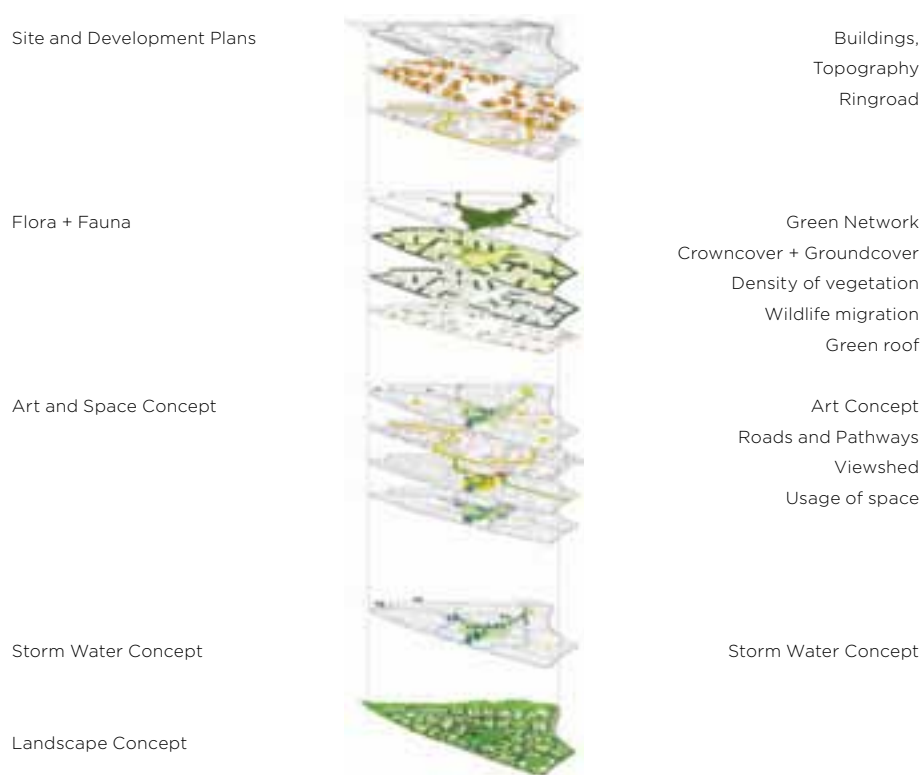 Site and Development Plans
Buildings,
Topography
Ringroad
Flora + Fauna
Green Network
Crowncover + Groundcover
Density of vegetation
Wildlife migration
Green roof
Art and Space Concept
Art Concept
Roads and Pathways
Viewshed
Usage of space
Storm Water Concept
Storm Water Concept
Landscape Concept